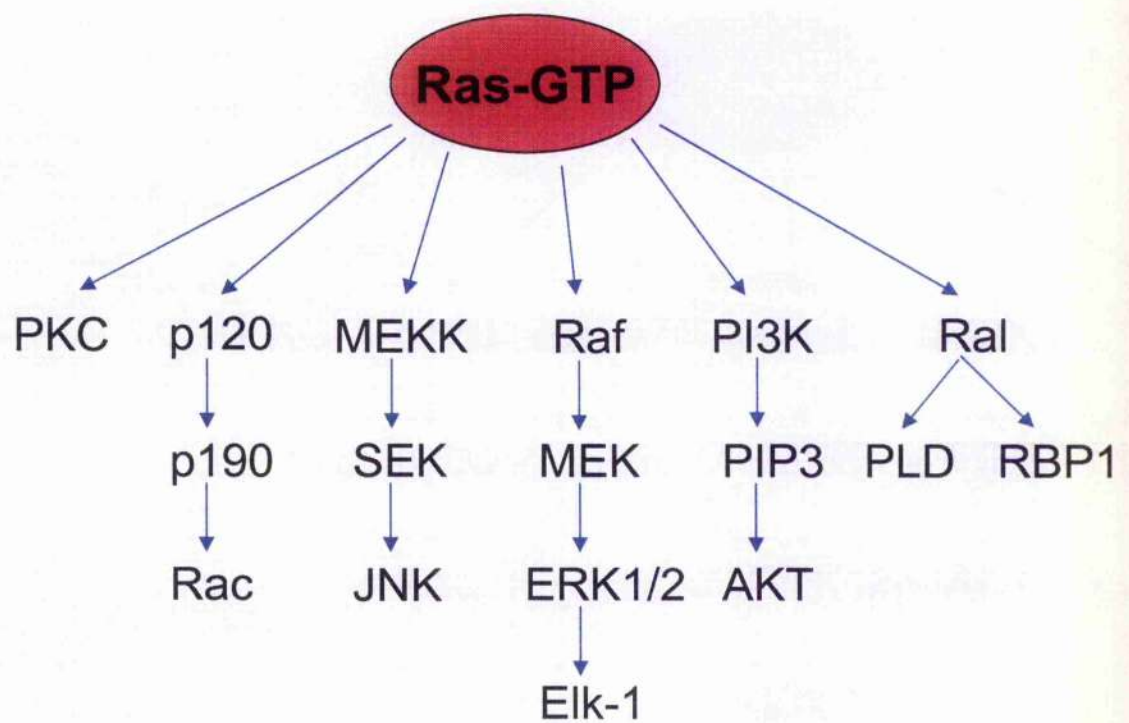 Ras-GTP
PKC p120 MEKK Raf PI3K Ral
p190 SEK MEK PIP3 PLD RBP1
Rac JNK ERK1/2 AKT
Elk-1